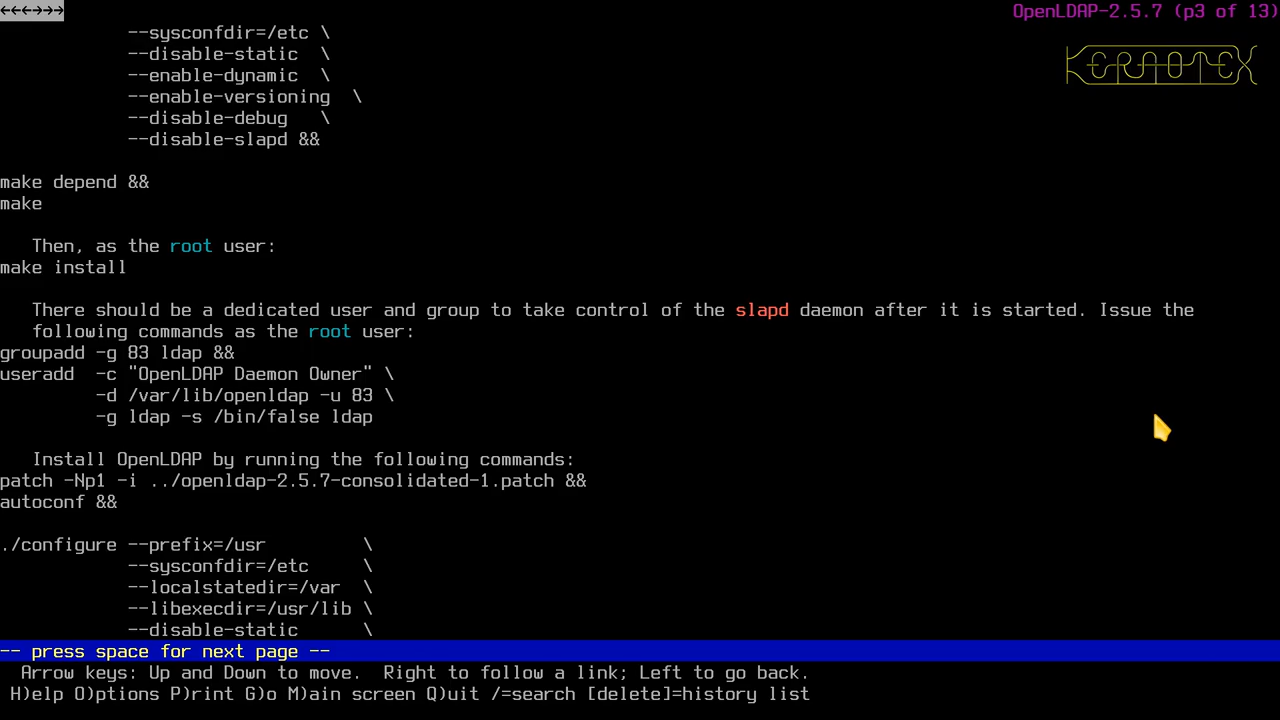 ←←←→→→ OpenLDAP-2.5.7 (p3 of 13)
KERNOTEX
--sysconfdir=/etc \
--disable-static  \
--enable-dynamic  \
--enable-versioning  \
--disable-debug   \
--disable-slapd &&
make depend &&
make
Then, as the root user:
make install
There should be a dedicated user and group to take control of the slapd daemon after it is started. Issue the
following commands as the root user:
groupadd -g 83 ldap &&
useradd  -c "OpenLDAP Daemon Owner" \
-d /var/lib/openldap -u 83 \
-g ldap -s /bin/false ldap
Install OpenLDAP by running the following commands:
patch -Np1 -i ../openldap-2.5.7-consolidated-1.patch &&
autoconf &&
./configure --prefix=/usr         \
--sysconfdir=/etc     \
--localstatedir=/var  \
--libexecdir=/usr/lib \
--disable-static      \
-- press space for next page --
Arrow keys: Up and Down to move.  Right to follow a link; Left to go back.
H)elp O)ptions P)rint G)o M)ain screen Q)uit /=search [delete]=history list